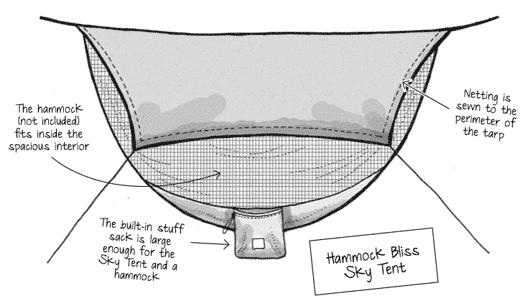 The hammock
(not included)
fits inside the
spacious interior
Netting is
sewn to the
perimeter of
the tarp
The built-in stuff
sack is large
enough for the
Sky Tent and a
hammock
Hammock Bliss
Sky Tent